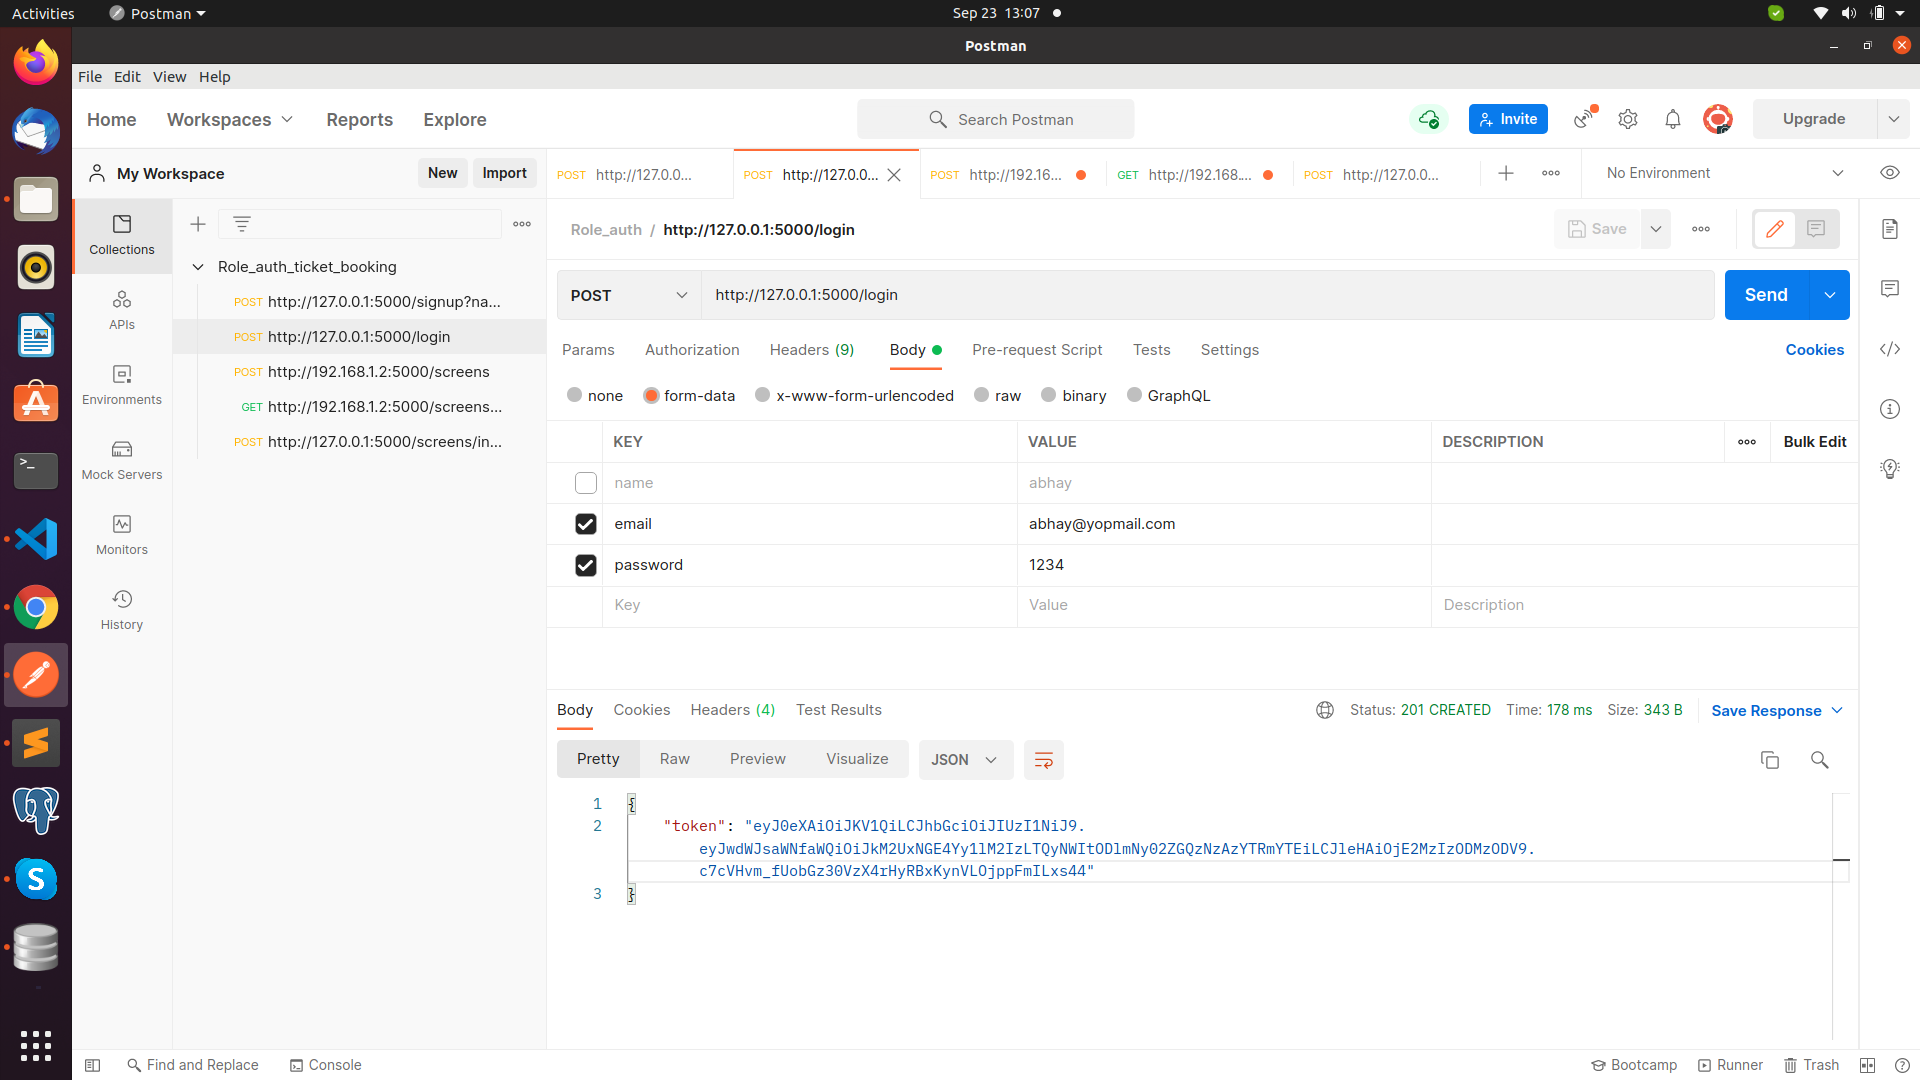 Activities
Postman
Sep 23 13:07
Postman
File Edit View Help
Home Workspaces Reports Explore
Search Postman
Invite
Upgrade
My Workspace
New Import
POST http://127.0.0...
POST http://127.0.0...
POST http://192.16...
GET http://192.168....
POST http://127.0.0...
No Environment
Collections
APIs
Environments
Mock Servers
Monitors
History
Role_auth_ticket_booking
POST http://127.0.0.1:5000/signup?na...
POST http://127.0.0.1:5000/login
POST http://192.168.1.2:5000/screens
GET http://192.168.1.2:5000/screens...
POST http://127.0.0.1:5000/screens/in...
Role_auth / http://127.0.0.1:5000/login
Save
POST http://127.0.0.1:5000/login
Send
Params Authorization Headers (9) Body Pre-request Script Tests Settings Cookies
none form-data x-www-form-urlencoded raw binary GraphQL
KEY VALUE DESCRIPTION Bulk Edit
name abhay
email abhay@yopmail.com
password 1234
Key Value Description
Body Cookies Headers (4) Test Results
Status: 201 CREATED Time: 178 ms Size: 343 B Save Response
Pretty Raw Preview Visualize JSON
1 {
2 "token": "eyJ0eXAiOiJKV1QiLCJhbGciOiJIUzI1NiJ9.
eyJwdWJsaWNfaWQiOiJkM2UxNGE4Yy1lM2IzLTQyNWItODlmNy02ZGQzNzAzYTRmYTEiLCJleHAiOjE2MzIzODMzODV9.
c7cVHvm_fUobGz30VzX4rHyRBxKynVLOjppFmILxs44"
3 }
Find and Replace Console
Bootcamp Runner Trash